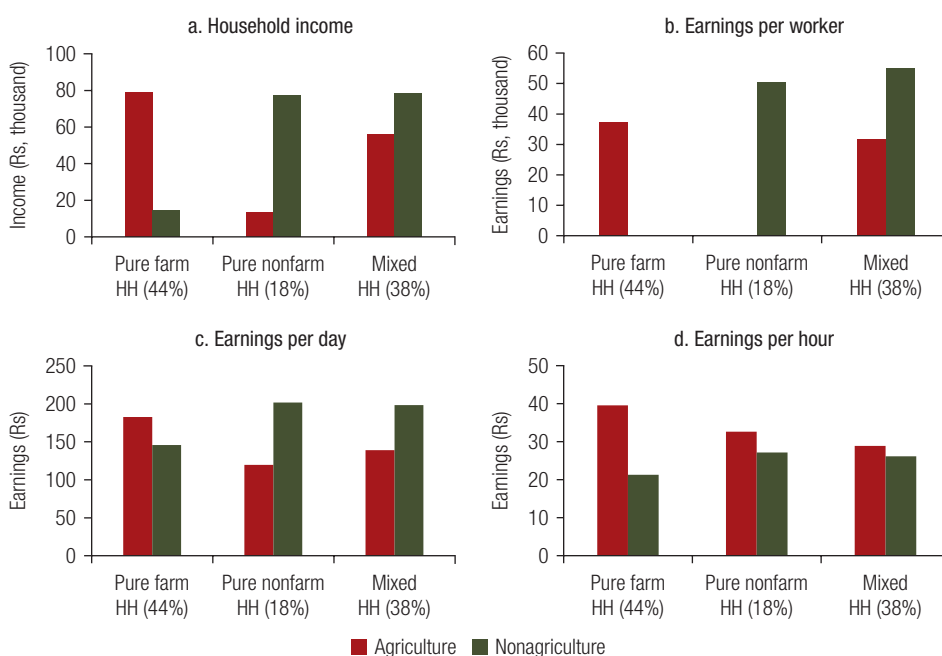 a. Household income
Income (Rs, thousand)
100
80
60
40
20
0
Pure farm
HH (44%)
Pure nonfarm
HH (18%)
Mixed
HH (38%)
b. Earnings per worker
Earnings (Rs, thousand)
60
50
40
30
20
10
0
Pure farm
HH (44%)
Pure nonfarm
HH (18%)
Mixed
HH (38%)
c. Earnings per day
Earnings (Rs)
250
200
150
100
50
0
Pure farm
HH (44%)
Pure nonfarm
HH (18%)
Mixed
HH (38%)
d. Earnings per hour
Earnings (Rs)
50
40
30
20
10
0
Pure farm
HH (44%)
Pure nonfarm
HH (18%)
Mixed
HH (38%)
Agriculture Nonagriculture